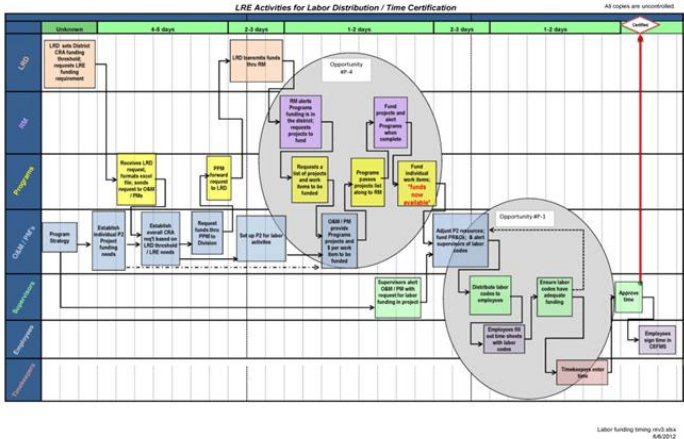 LRE Activities for Labor Distribution / Time Certification
All copies are uncontrolled.
Unknown
4-5 days
2-3 days
1-2 days
2-3 days
1-2 days
Certified
LRD
LRD sets District
CRA funding
threshold;
requests LRE
funding
requirement
LRD transmits funds
thru RM
Opportunity
#P-4
RM
RM alerts
Programs
funding is in
the district;
requests
projects to
fund
Fund
projects and
alert
Programs
when
complete
Programs
Receives LRD
request,
formats excel
file; sends
request to O&M
/ PMs
PPM
forward
request to
LRD
Requests a
list of projects
and work
items to be
funded
Programs
passes
projects list
along to RM
Fund
individual
work items;
*funds
now
available*
O&M / PM's
Program
Strategy
Establish
individual P2
Project
funding needs
Establish
overall CRA
req't based on
LRD threshold
/ LRE needs
Request
funds thru
PPM to
Division
Set up P2 for labor
activites
O&M / PM
provide
Programs
projects and
$ per work
item to be
funded
Adjust P2 resources;
fund PR&Cs; & alert
supervisors of labor
codes
Opportunity #P-1
Supervisors
Supervisors alert
O&M / PM with
request for labor
funding in project
Distribute labor
codes to
employees
Ensure labor
codes have
adequate
funding
Approve
time
Employees
Employees fill
out time sheets
with labor
codes
Employees
sign time in
CEFMS
Timekeepers
Timekeepers enter
time
Labor funding timing rev3.xlsx
6/6/2012